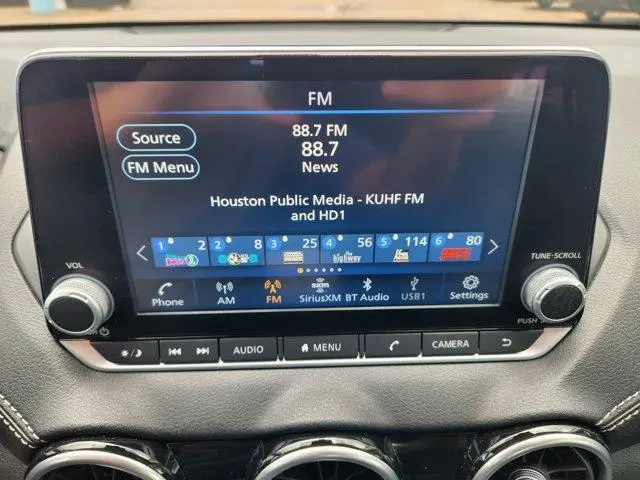 FM
Source
FM Menu
88.7 FM
88.7
News
Houston Public Media - KUHF FM
and HD1
1 2
2 8
3 25
4 56
highway
5 114
6 80
Phone
AM
FM
sxm
SiriusXM
BT Audio
USB1
Settings
VOL
TUNE·SCROLL
PUSH
AUDIO
MENU
CAMERA